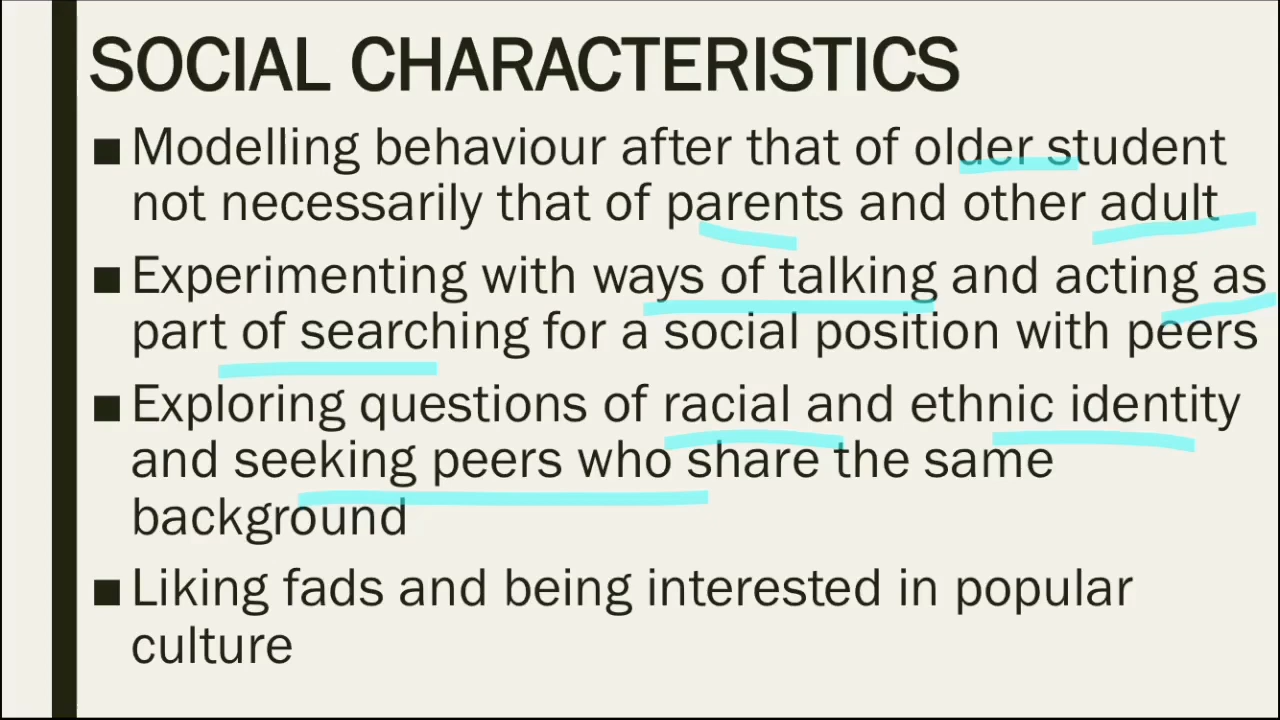 SOCIAL CHARACTERISTICS
■ Modelling behaviour after that of older student
not necessarily that of parents and other adult
■ Experimenting with ways of talking and acting as
part of searching for a social position with peers
■ Exploring questions of racial and ethnic identity
and seeking peers who share the same
background
■ Liking fads and being interested in popular
culture